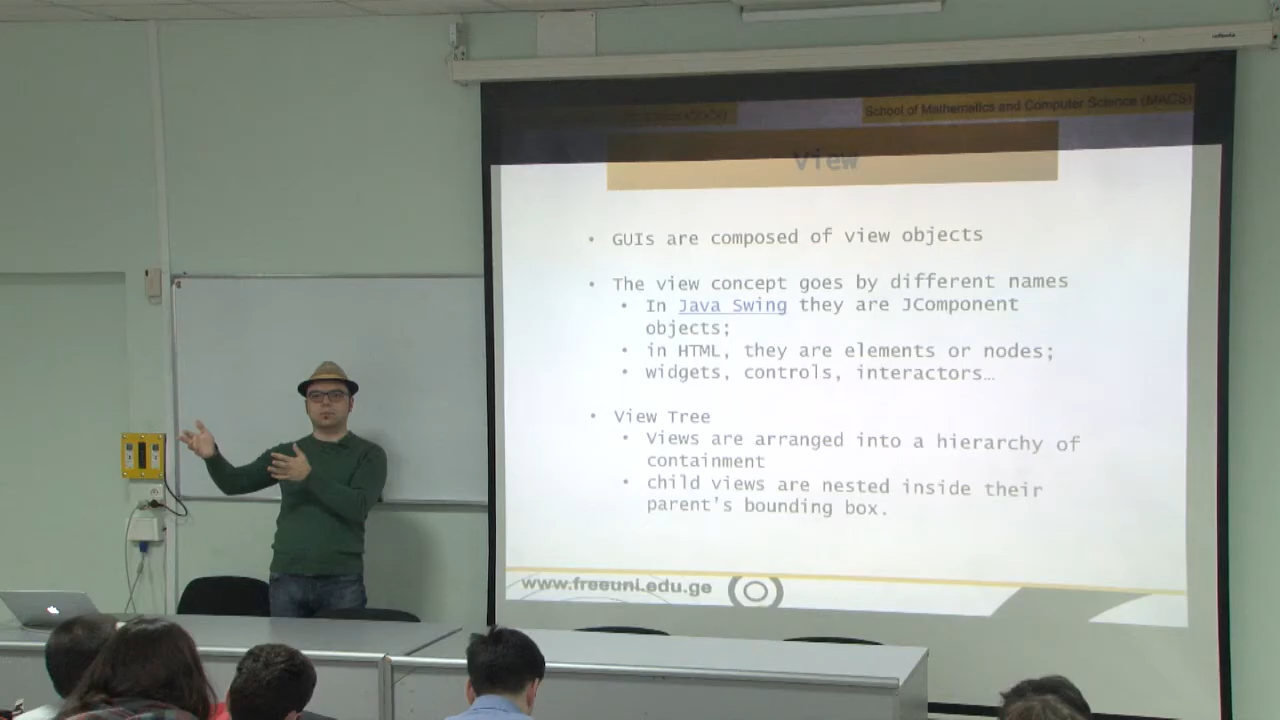 School of Mathematics and Computer Science (MACS)
View
• GUIs are composed of view objects
• The view concept goes by different names
• In Java Swing they are JComponent
objects;
• in HTML, they are elements or nodes;
• widgets, controls, interactors…
• View Tree
• Views are arranged into a hierarchy of
containment
• child views are nested inside their
parent's bounding box.
www.freeuni.edu.ge